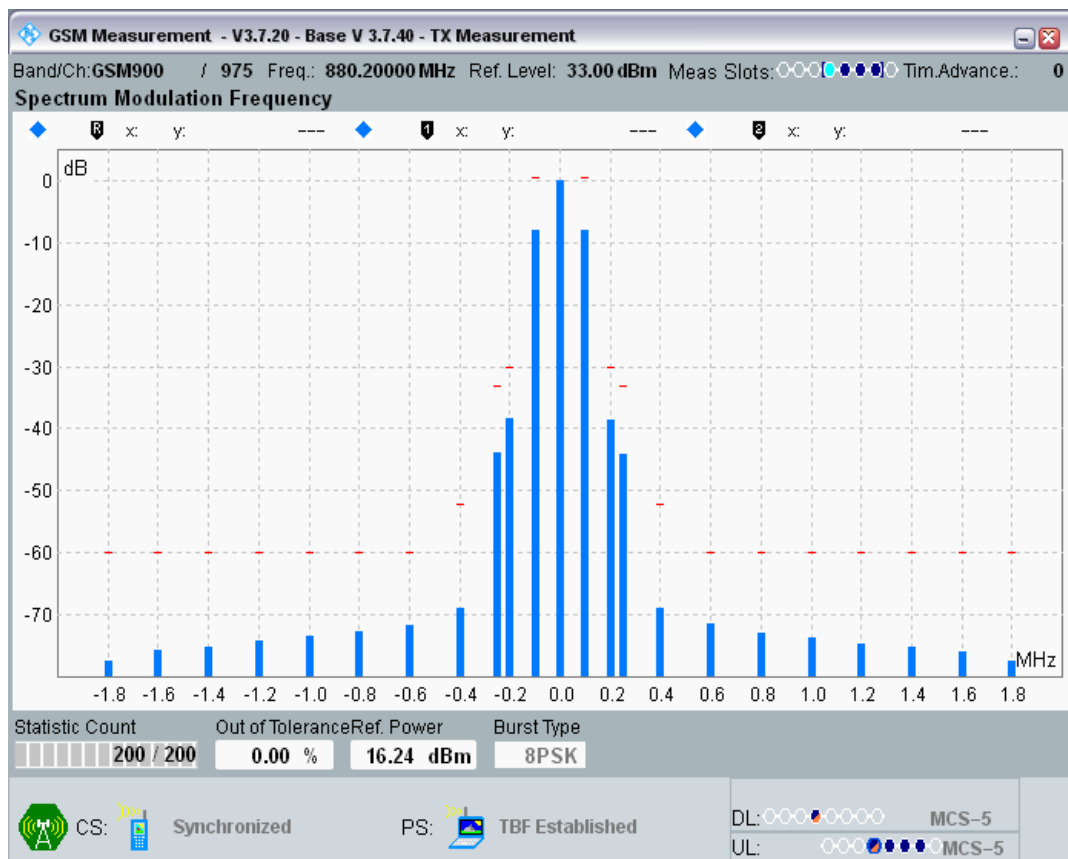 GSM Measurement - V3.7.20 - Base V 3.7.40 - TX Measurement
Band/Ch:GSM900 / 975 Freq.: 880.20000 MHz Ref. Level: 33.00 dBm Meas Slots: Tim.Advance.: 0
Spectrum Modulation Frequency
R x: y: --- 1 x: y: --- 2 x: y: ---
dB
0
-10
-20
-30
-40
-50
-60
-70
MHz
-1.8 -1.6 -1.4 -1.2 -1.0 -0.8 -0.6 -0.4 -0.2 0.0 0.2 0.4 0.6 0.8 1.0 1.2 1.4 1.6 1.8
Statistic Count Out of Tolerance Ref. Power Burst Type
200 / 200 0.00 % 16.24 dBm 8PSK
CS: Synchronized PS: TBF Established
DL: MCS-5
UL: MCS-5